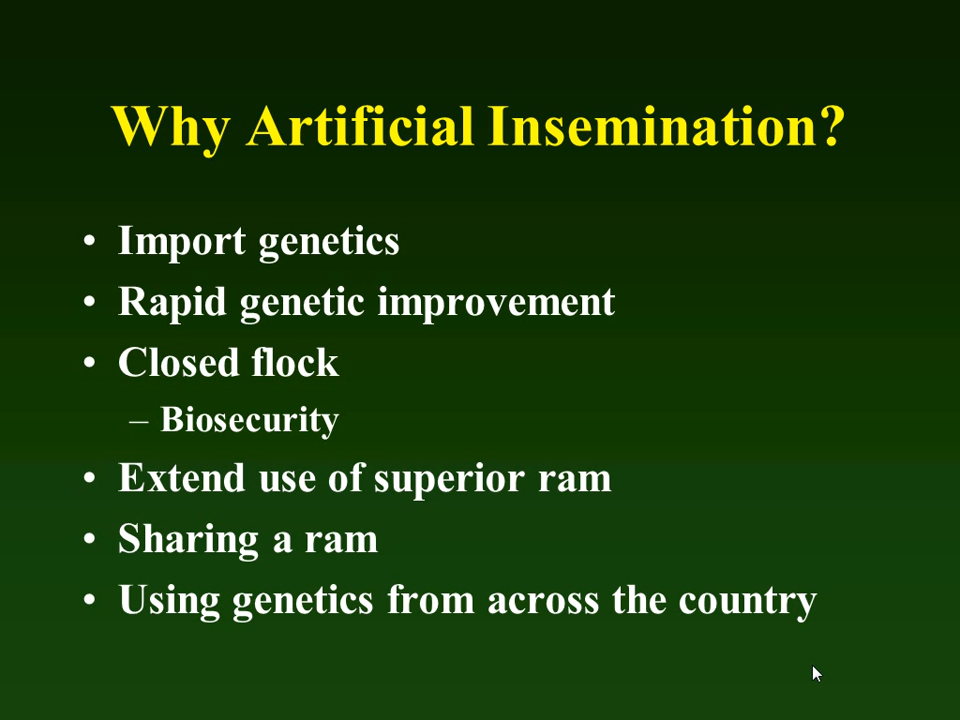 Why Artificial Insemination?
• Import genetics
• Rapid genetic improvement
• Closed flock
–Biosecurity
• Extend use of superior ram
• Sharing a ram
• Using genetics from across the country